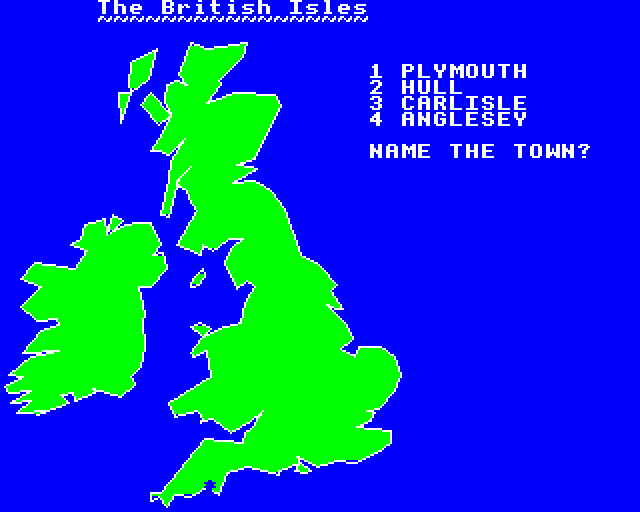 The British Isles
1 PLYMOUTH
2 HULL
3 CARLISLE
4 ANGLESEY
NAME THE TOWN?